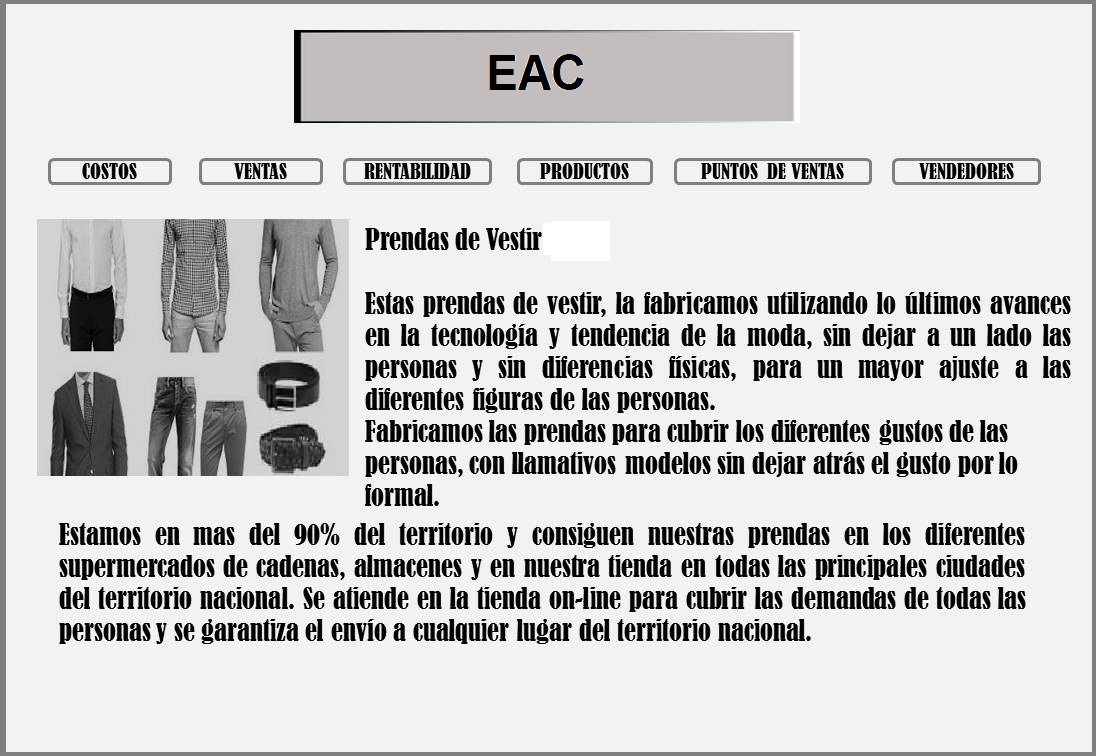 EAC
COSTOS
VENTAS
RENTABILIDAD
PRODUCTOS
PUNTOS DE VENTAS
VENDEDORES
Prendas de Vestir
Estas prendas de vestir, la fabricamos utilizando lo últimos avances
en la tecnología y tendencia de la moda, sin dejar a un lado las
personas y sin diferencias físicas, para un mayor ajuste a las
diferentes figuras de las personas.
Fabricamos las prendas para cubrir los diferentes gustos de las
personas, con llamativos modelos sin dejar atrás el gusto por lo
formal.
Estamos en mas del 90% del territorio y consiguen nuestras prendas en los diferentes
supermercados de cadenas, almacenes y en nuestra tienda en todas las principales ciudades
del territorio nacional. Se atiende en la tienda on-line para cubrir las demandas de todas las
personas y se garantiza el envío a cualquier lugar del territorio nacional.